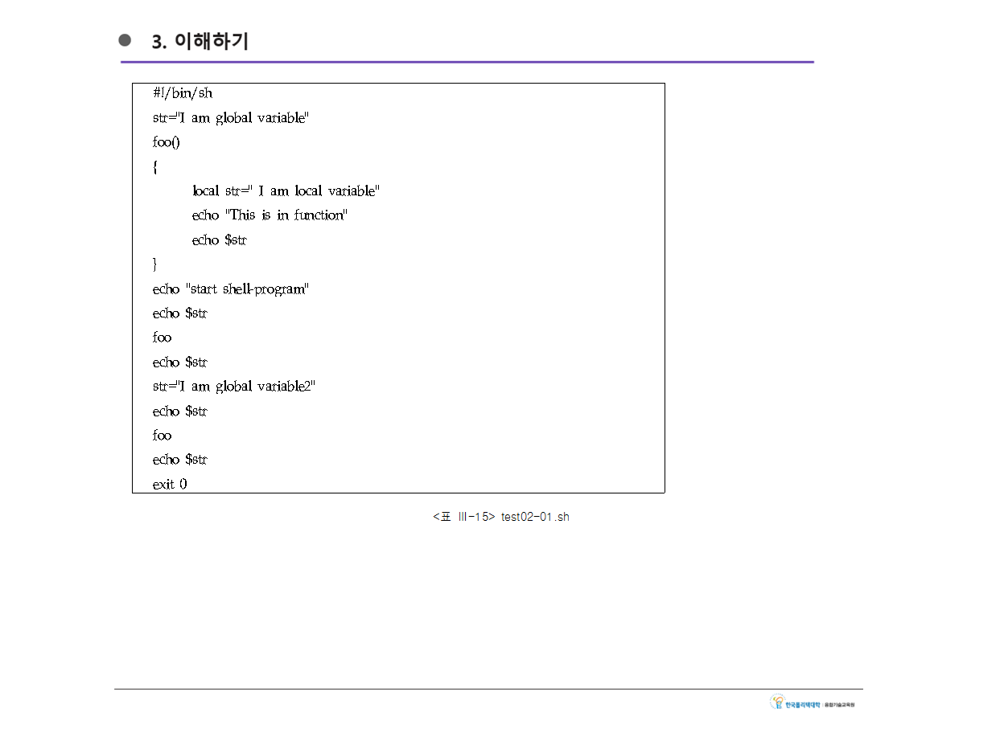 ● 3. 이해하기
#!/bin/sh
str="I am global variable"
foo()
{
local str=" I am local variable"
echo "This is in function"
echo $str
}
echo "start shell-program"
echo $str
foo
echo $str
str="I am global variable2"
echo $str
foo
echo $str
exit 0
<표 III-15> test02-01.sh
한국폴리텍대학 | 융합기술교육원